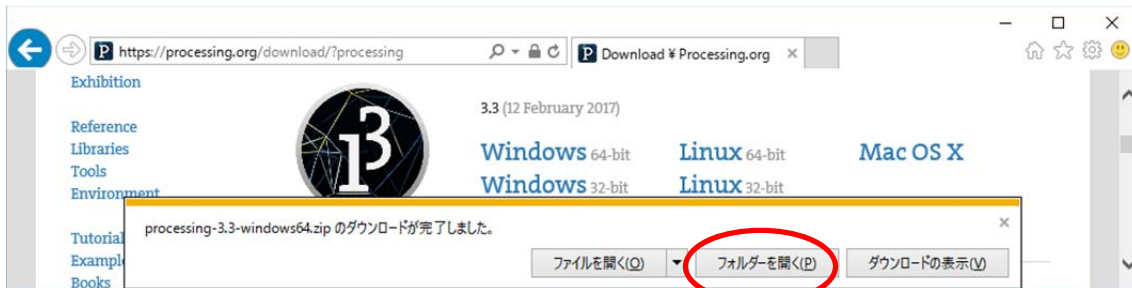 https://processing.org/download/?processing
Download ¥ Processing.org
Exhibition
Reference
Libraries
Tools
Environment
Tutorial
Example
Books
3
3.3 (12 February 2017)
Windows 64-bit Linux 64-bit Mac OS X
Windows 32-bit Linux 32-bit
processing-3.3-windows64.zip のダウンロードが完了しました。
ファイルを開く(O) フォルダーを開く(P) ダウンロードの表示(V)